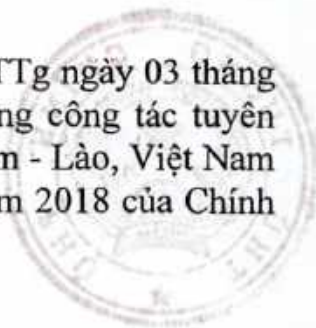 TTg ngày 03 tháng
ng công tác tuyên
m - Lào, Việt Nam
m 2018 của Chính